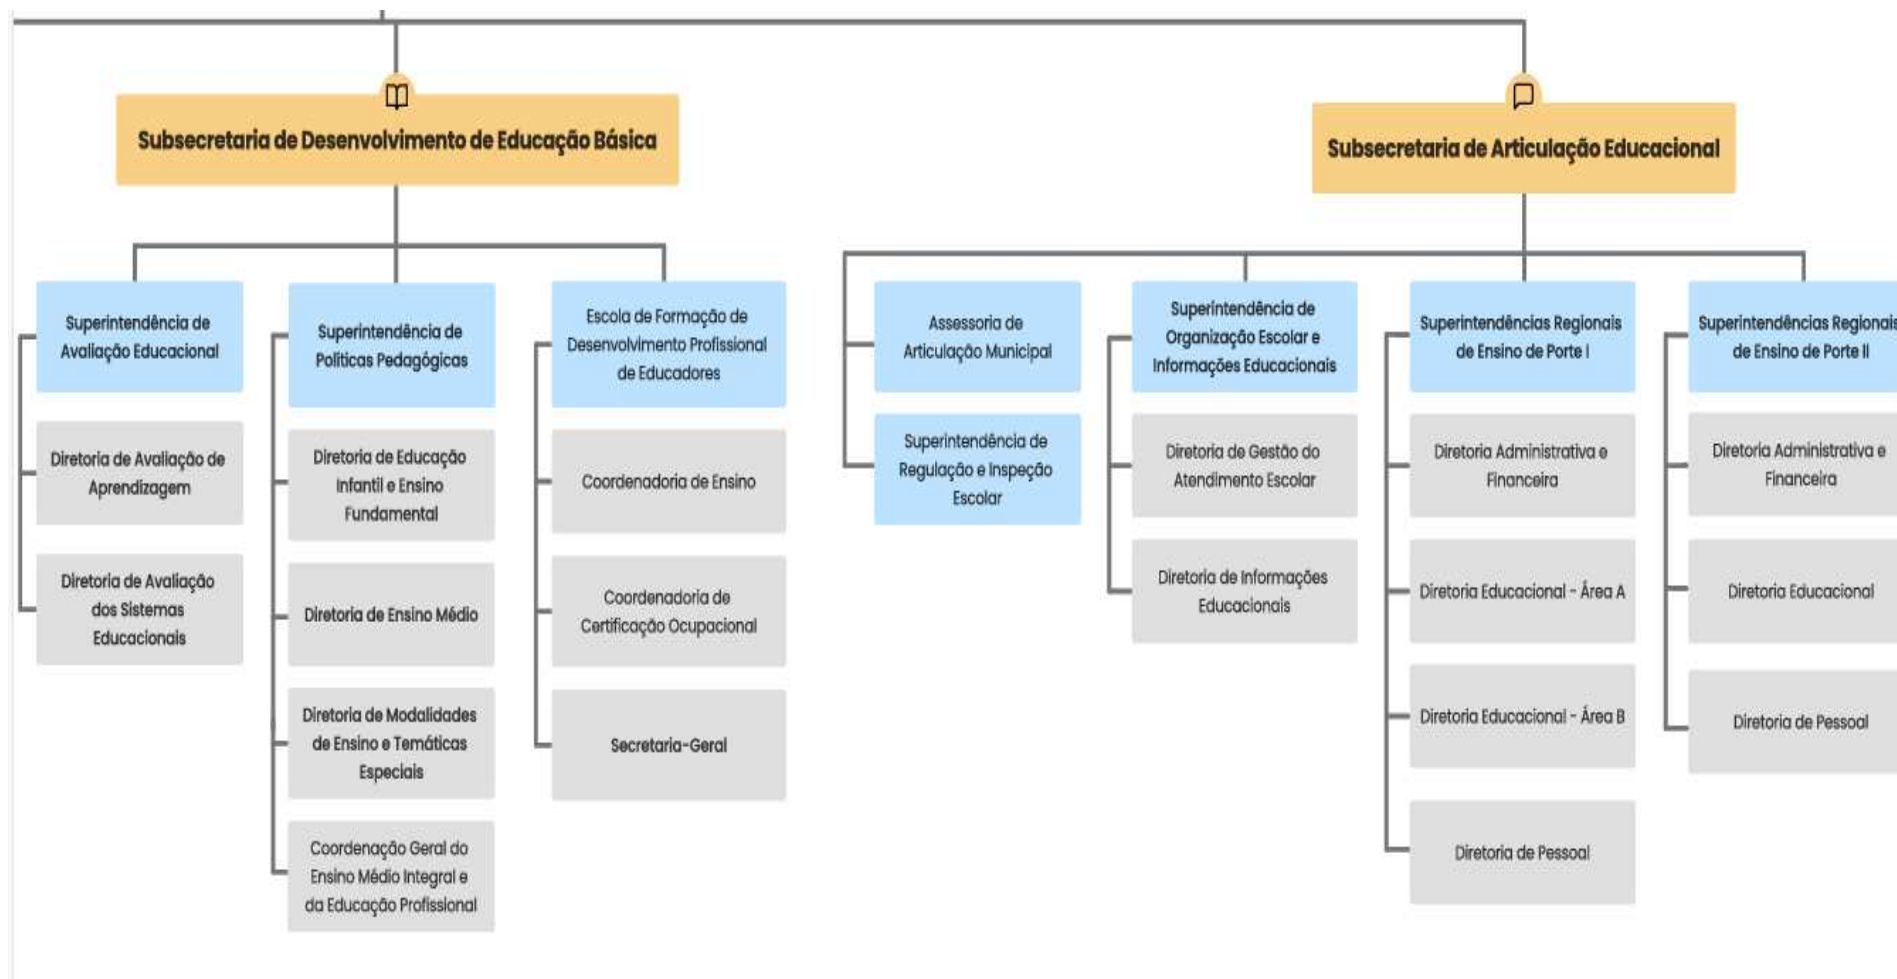 Subsecretaria de Desenvolvimento de Educação Básica
Superintendência de
Avaliação Educacional
Diretoria de Avaliação de
Aprendizagem
Diretoria de Avaliação
dos Sistemas
Educacionais
Superintendência de
Políticas Pedagógicas
Diretoria de Educação
Infantil e Ensino
Fundamental
Diretoria de Ensino Médio
Diretoria de Modalidades
de Ensino e Temáticas
Especiais
Coordenação Geral do
Ensino Médio Integral e
da Educação Profissional
Escola de Formação de
Desenvolvimento Profissional
de Educadores
Coordenadoria de Ensino
Coordenadoria de
Certificação Ocupacional
Secretaria-Geral
Subsecretaria de Articulação Educacional
Assessoria de
Articulação Municipal
Superintendência de
Regulação e Inspeção
Escolar
Superintendência de
Organização Escolar e
Informações Educacionais
Diretoria de Gestão do
Atendimento Escolar
Diretoria de Informações
Educacionais
Superintendências Regionais
de Ensino de Porte I
Diretoria Administrativa e
Financeira
Diretoria Educacional - Área A
Diretoria Educacional - Área B
Diretoria de Pessoal
Superintendências Regionais
de Ensino de Porte II
Diretoria Administrativa e
Financeira
Diretoria Educacional
Diretoria de Pessoal